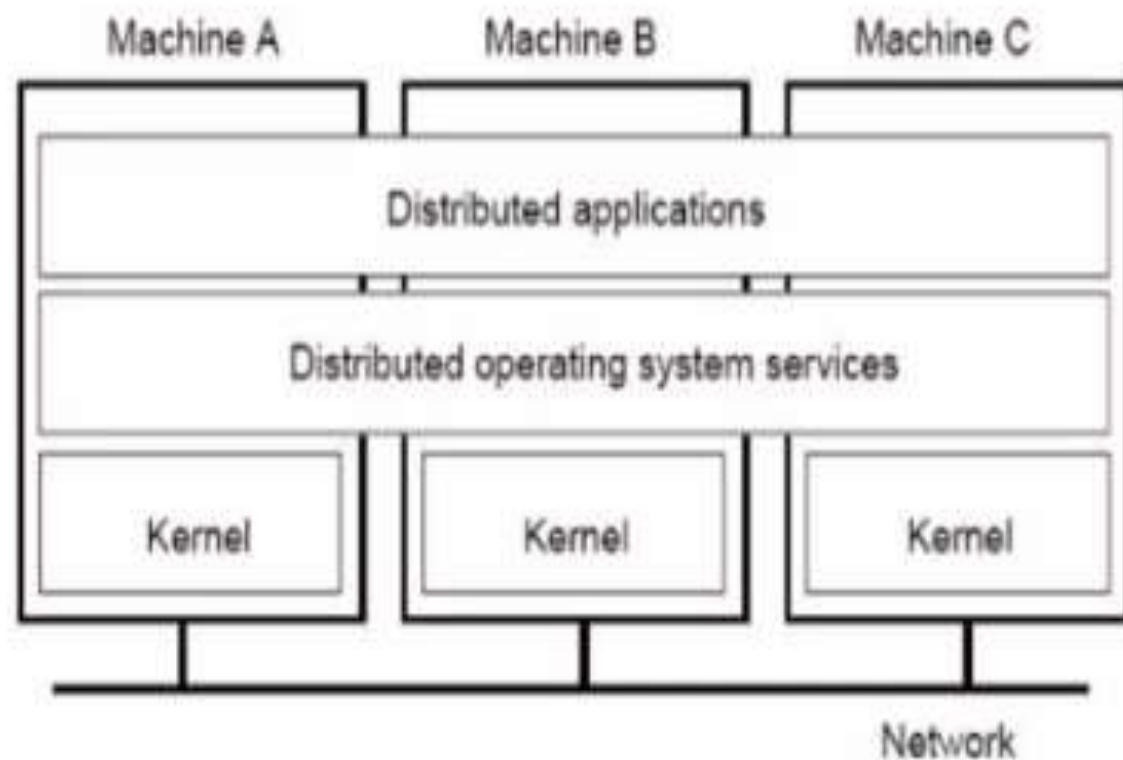 Machine A
Machine B
Machine C
Distributed applications
Distributed operating system services
Kernel
Kernel
Kernel
Network